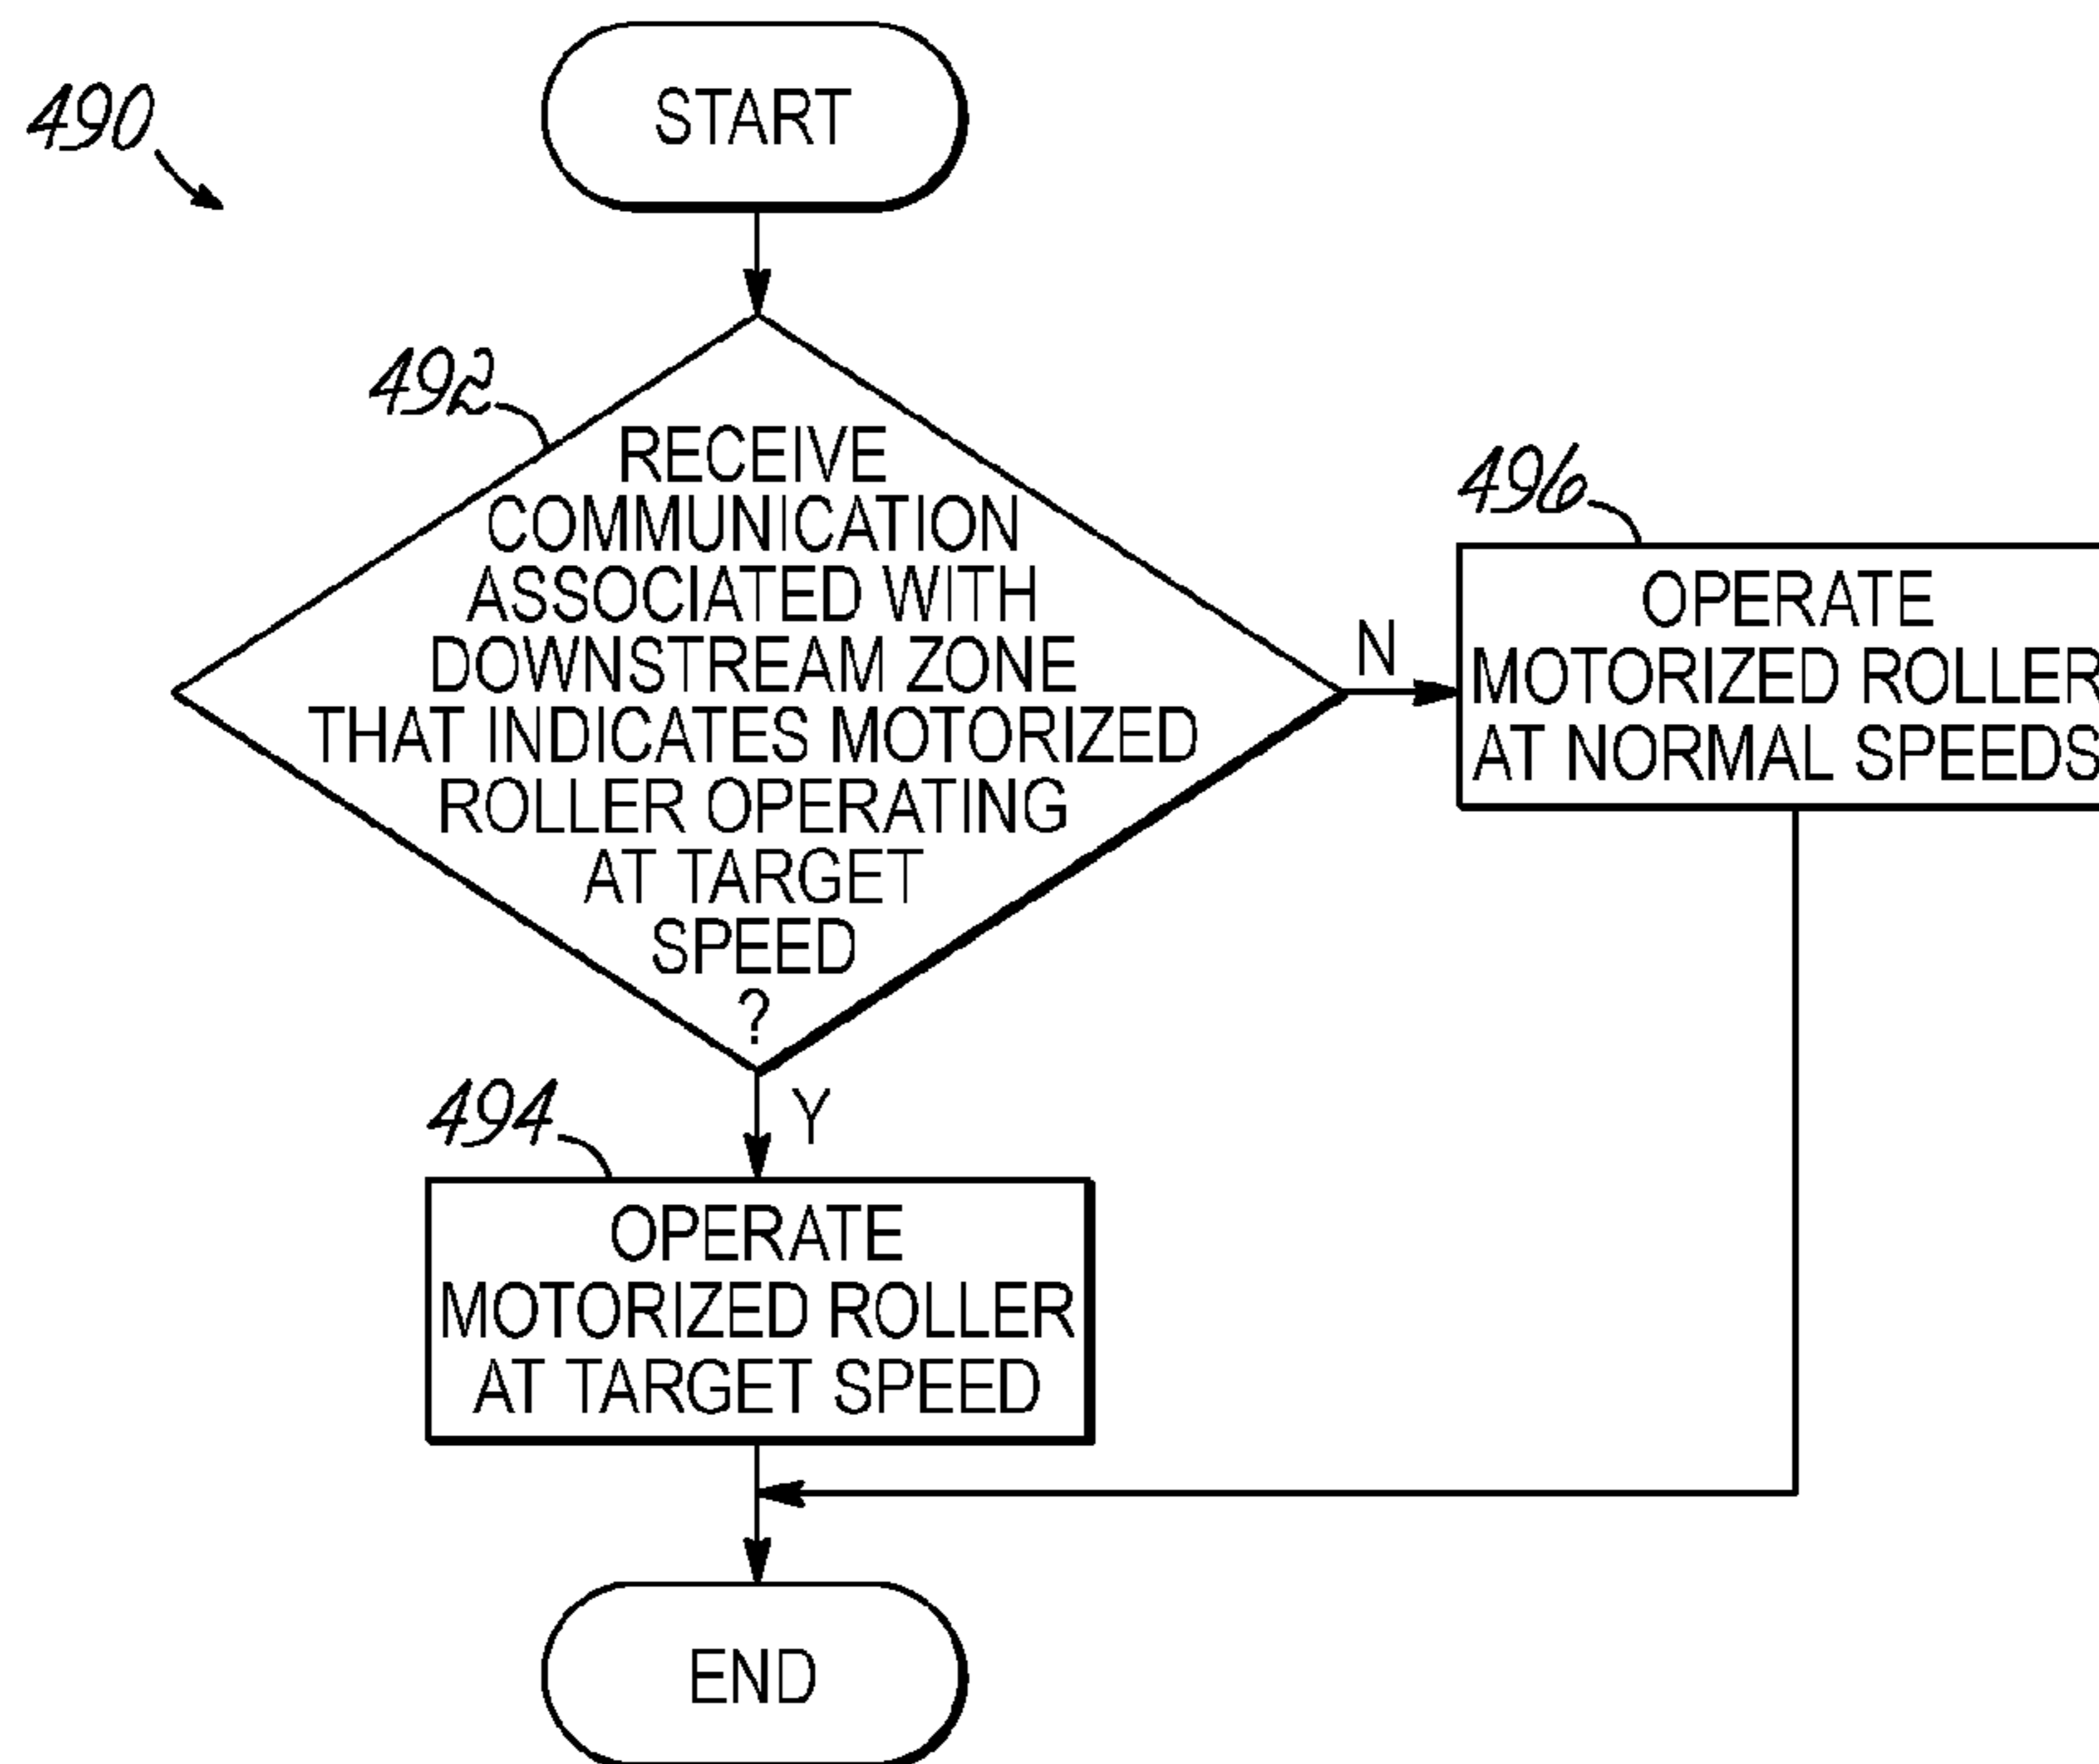 490
START
492
RECEIVE
COMMUNICATION
ASSOCIATED WITH
DOWNSTREAM ZONE
THAT INDICATES MOTORIZED
ROLLER OPERATING
AT TARGET
SPEED
?
N
496
OPERATE
MOTORIZED ROLLER
AT NORMAL SPEEDS
Y
494
OPERATE
MOTORIZED ROLLER
AT TARGET SPEED
END